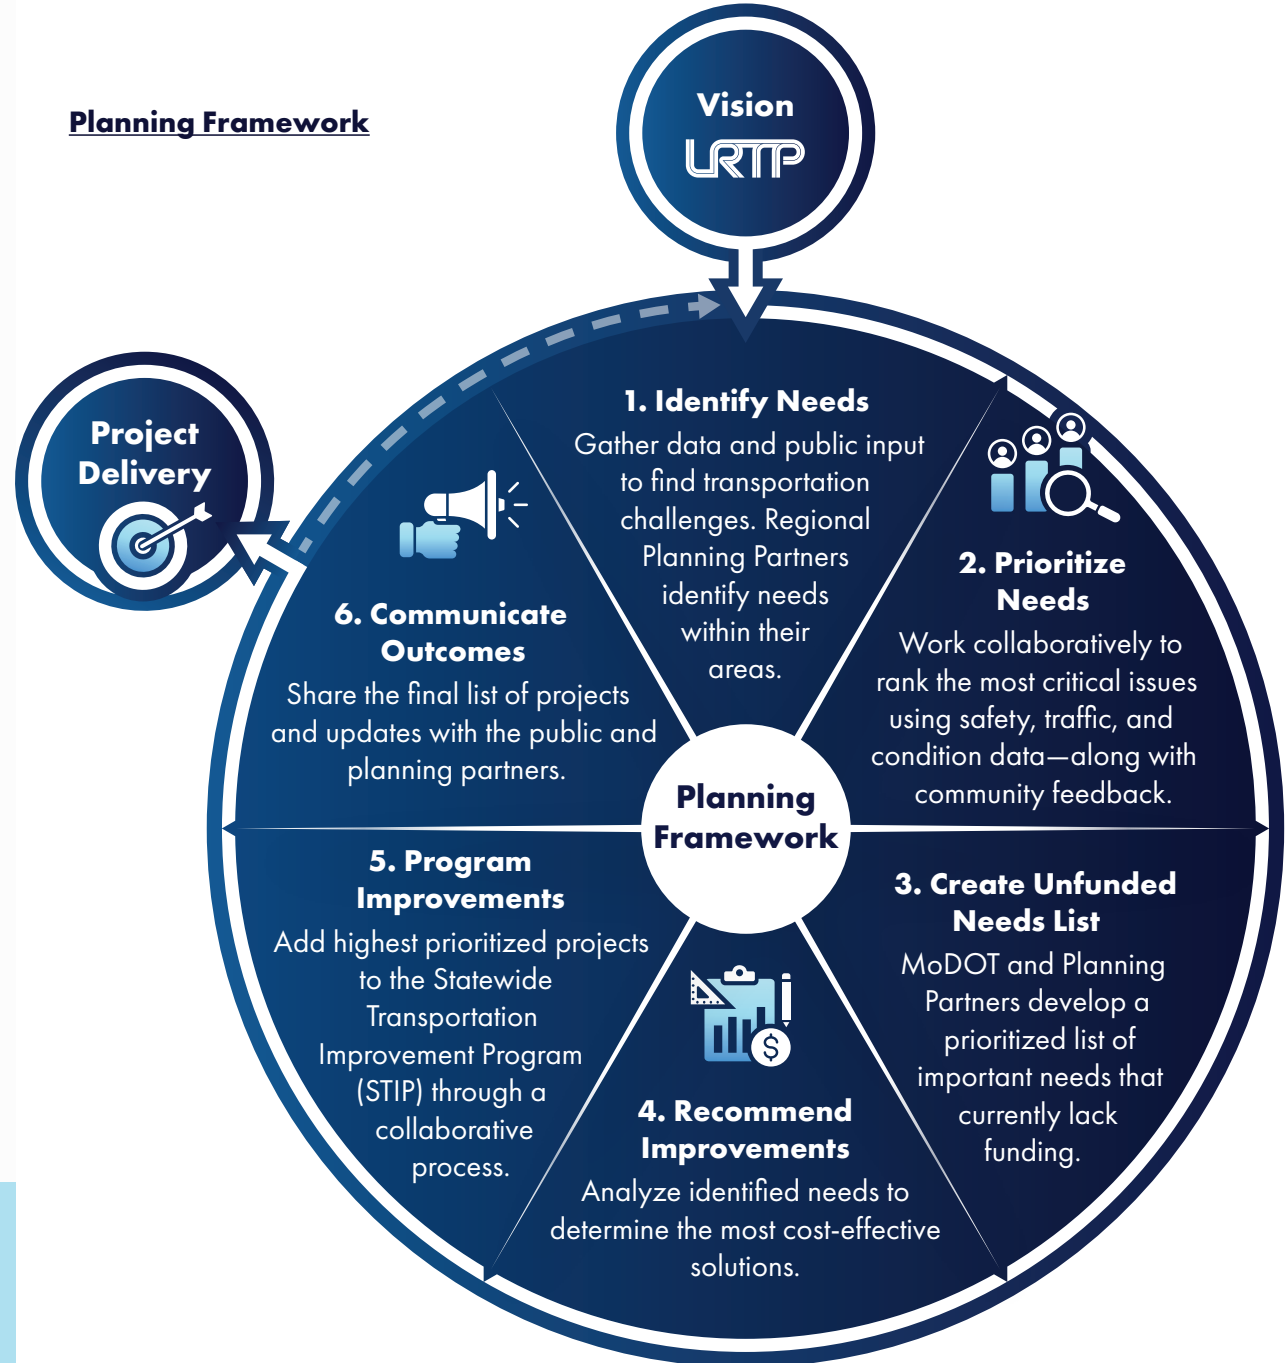 Planning Framework
Vision
LRTP
Project
Delivery
1. Identify Needs
Gather data and public input
to find transportation
challenges. Regional
Planning Partners
identify needs
within their
areas.
2. Prioritize
Needs
Work collaboratively to
rank the most critical issues
using safety, traffic, and
condition data—along with
community feedback.
3. Create Unfunded
Needs List
MoDOT and Planning
Partners develop a
prioritized list of
important needs that
currently lack
funding.
4. Recommend
Improvements
Analyze identified needs to
determine the most cost-effective
solutions.
$
5. Program
Improvements
Add highest prioritized projects
to the Statewide
Transportation
Improvement Program
(STIP) through a
collaborative
process.
6. Communicate
Outcomes
Share the final list of projects
and updates with the public and
planning partners.
Planning
Framework